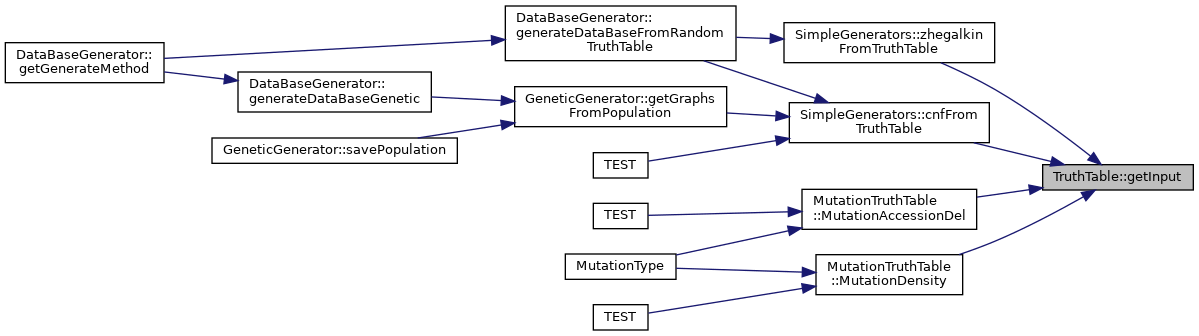 DataBaseGenerator::
generateDataBaseFromRandom
TruthTable
SimpleGenerators::zhegalkin
FromTruthTable
DataBaseGenerator::
getGenerateMethod
DataBaseGenerator::
generateDataBaseGenetic
GeneticGenerator::getGraphs
FromPopulation
SimpleGenerators::cnfFrom
TruthTable
GeneticGenerator::savePopulation
TEST
TruthTable::getInput
TEST
MutationTruthTable
::MutationAccessionDel
MutationType
MutationTruthTable
::MutationDensity
TEST